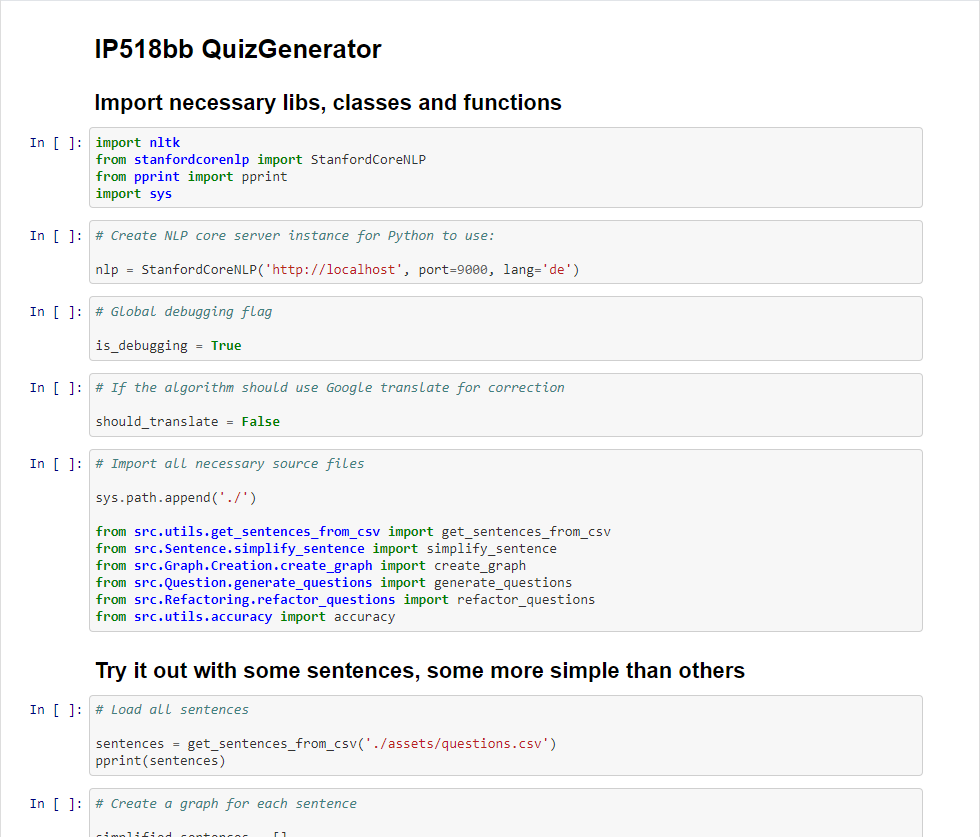 IP518bb QuizGenerator
Import necessary libs, classes and functions
In [ ]: import nltk
from stanfordcorenlp import StanfordCoreNLP
from pprint import pprint
import sys
In [ ]: # Create NLP core server instance for Python to use:
nlp = StanfordCoreNLP('http://localhost', port=9000, lang='de')
In [ ]: # Global debugging flag
is_debugging = True
In [ ]: # If the algorithm should use Google translate for correction
should_translate = False
In [ ]: # Import all necessary source files
sys.path.append('./')
from src.utils.get_sentences_from_csv import get_sentences_from_csv
from src.Sentence.simplify_sentence import simplify_sentence
from src.Graph.Creation.create_graph import create_graph
from src.Question.generate_questions import generate_questions
from src.Refactoring.refactor_questions import refactor_questions
from src.utils.accuracy import accuracy
Try it out with some sentences, some more simple than others
In [ ]: # Load all sentences
sentences = get_sentences_from_csv('./assets/questions.csv')
pprint(sentences)
In [ ]: # Create a graph for each sentence
simplified_sentences = []